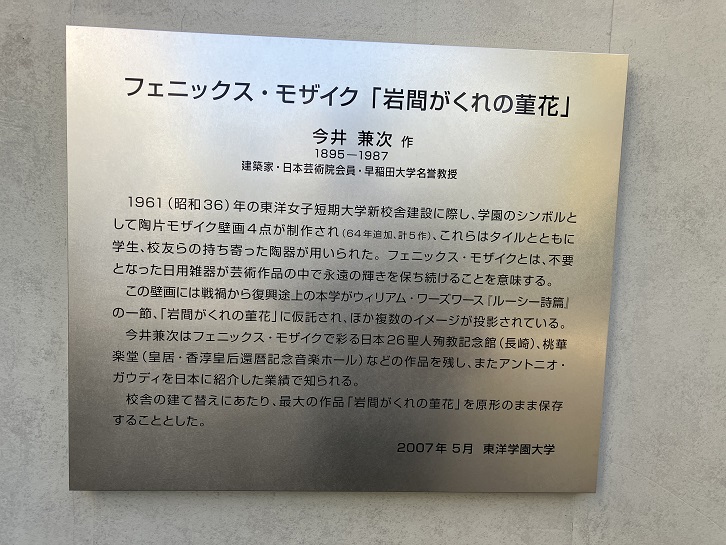 フェニックス・モザイク「岩間がくれの菫花」
今井 兼次 作
1895−1987
建築家・日本芸術院会員・早稲田大学名誉教授
1961(昭和36)年の東洋女子短期大学新校舎建設に際し、学園のシンボルと
して陶片モザイク壁画4点が制作され(64年追加、計5作)、これらはタイルとともに
学生、校友らの持ち寄った陶器が用いられた。フェニックス・モザイクとは、不要
となった日用雑器が芸術作品の中で永遠の輝きを保ち続けることを意味する。
この壁画には戦禍から復興途上の本学がウィリアム・ワーズワース『ルーシー詩篇』
の一節、「岩間がくれの菫花」に仮託され、ほか複数のイメージが投影されている。
今井兼次はフェニックス・モザイクで彩る日本26聖人殉教記念館(長崎)、桃華
楽堂(皇居・香淳皇后還暦記念音楽ホール)などの作品を残し、またアントニオ・
ガウディを日本に紹介した業績で知られる。
校舎の建て替えにあたり、最大の作品「岩間がくれの菫花」を原形のまま保存
することとした。
2007年5月 東洋学園大学